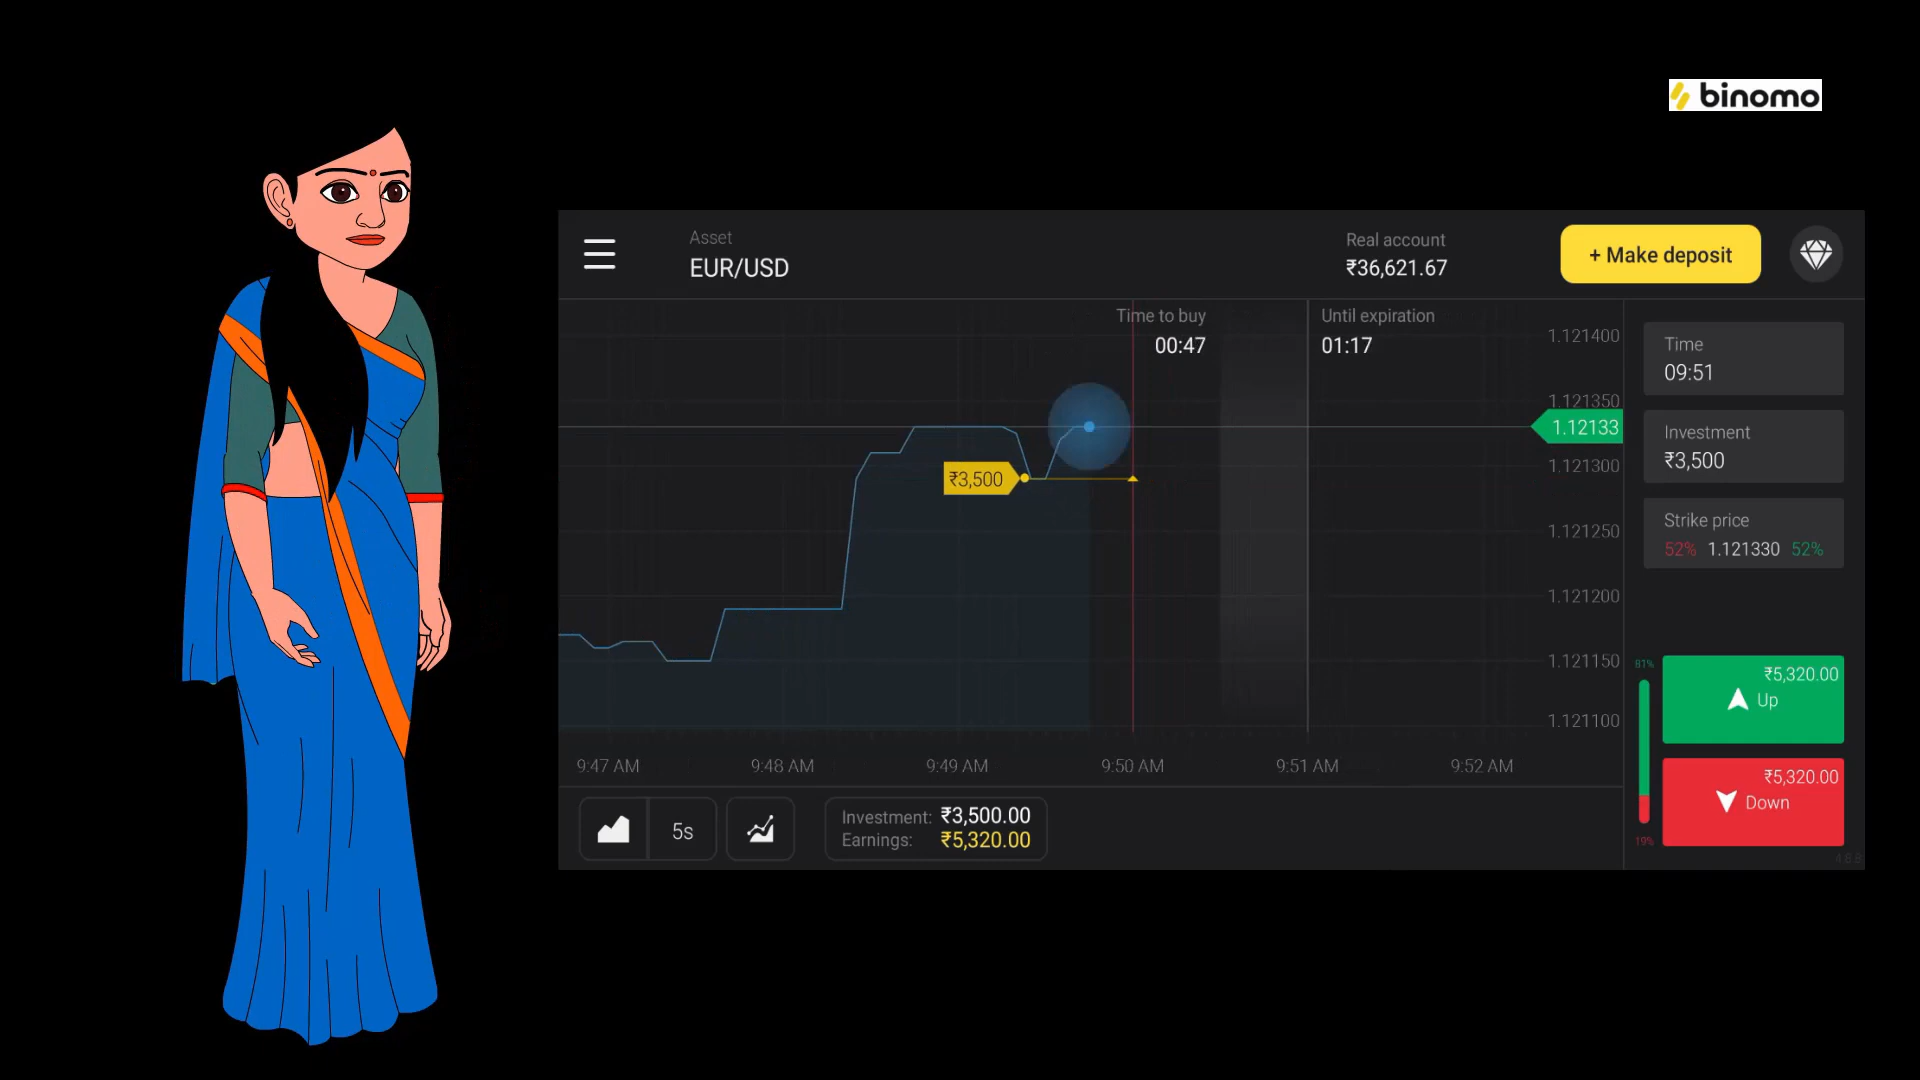 binomo
Asset
EUR/USD
Real account
₹36,621.67
+ Make deposit
Time to buy
00:47
Until expiration
01:17
1.121400
1.121350
1.12133
1.121300
1.121250
1.121200
1.121150
1.121100
₹3,500
Time
09:51
Investment
₹3,500
Strike price
52% 1.121330 52%
81%
₹5,320.00
Up
₹5,320.00
Down
19%
9:47 AM 9:48 AM 9:49 AM 9:50 AM 9:51 AM 9:52 AM
5s
Investment: ₹3,500.00
Earnings: ₹5,320.00